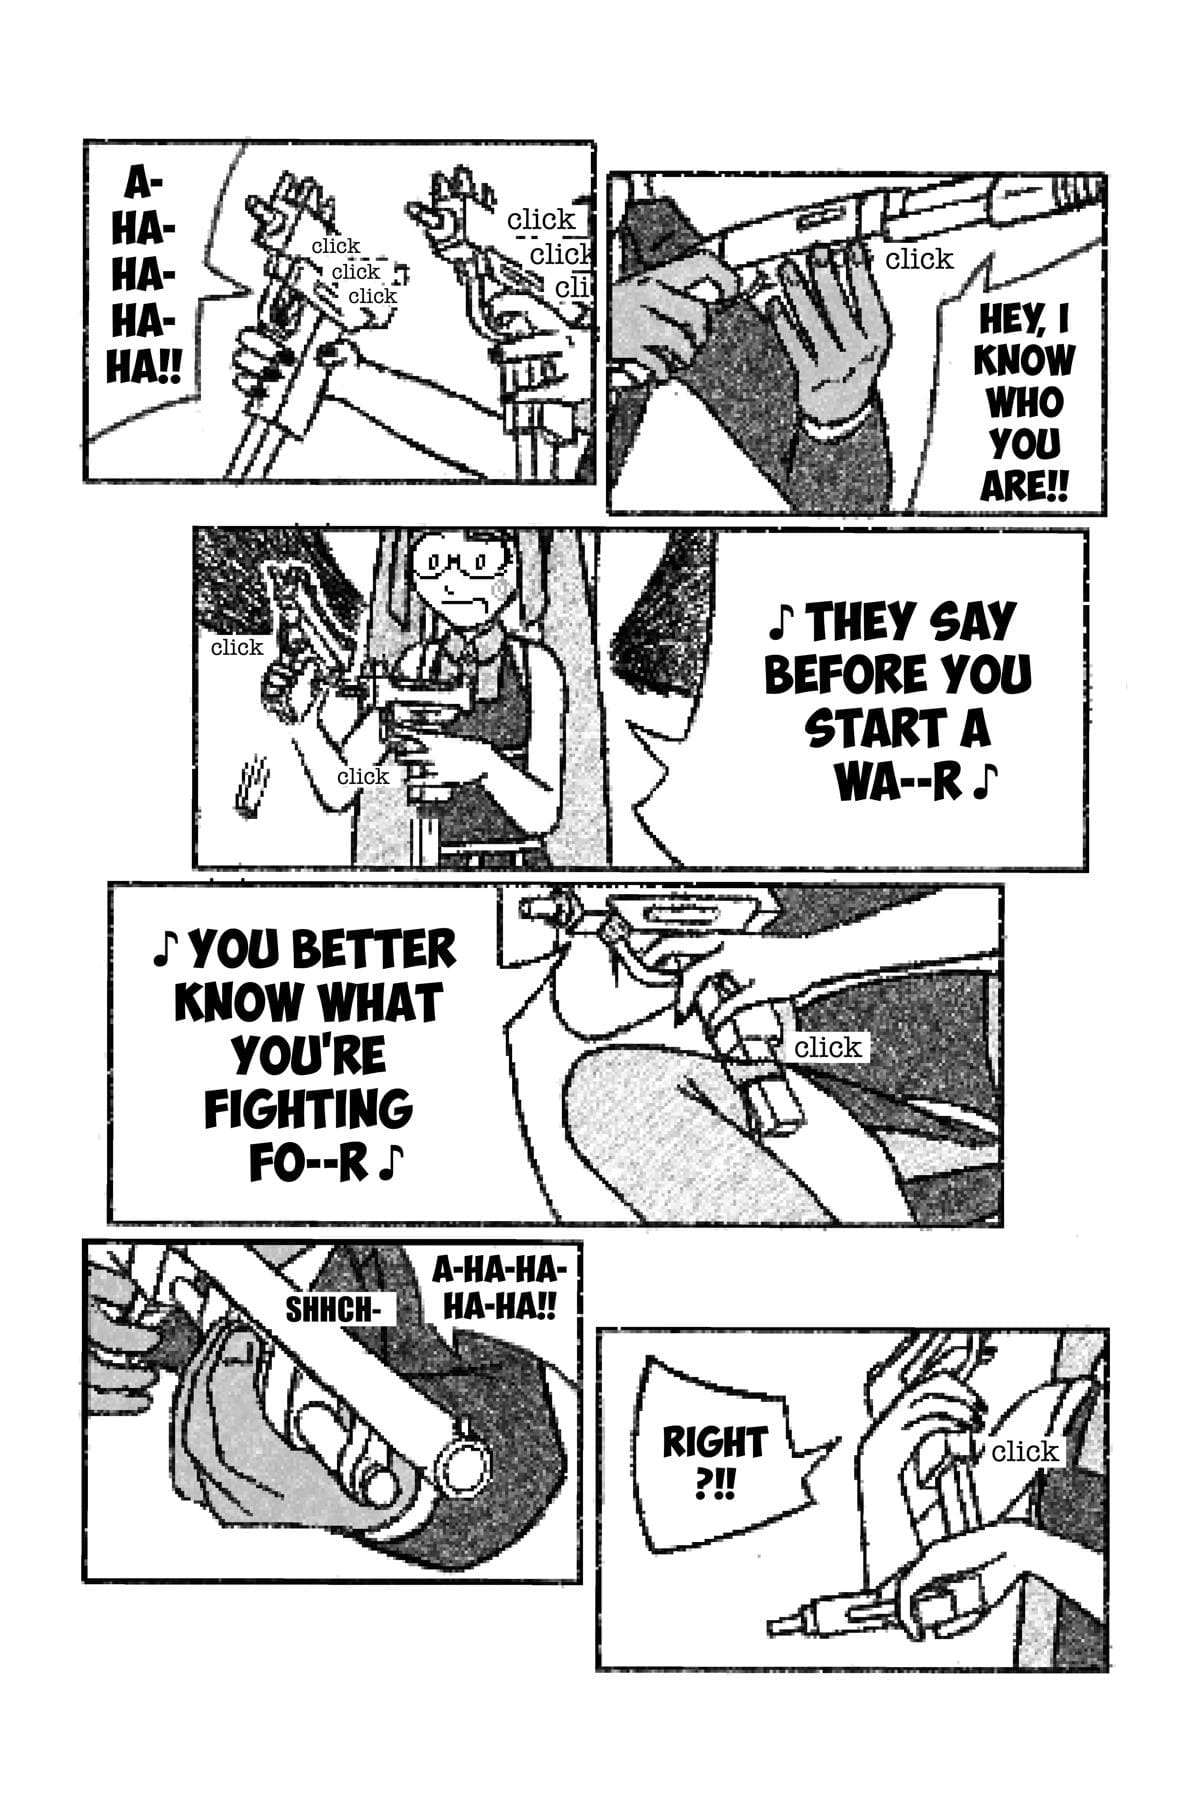 A-
HA-
HA-
HA-
HA!!
click
click
click
click
click
cli
click
HEY, I
KNOW
WHO
YOU
ARE!!
click
click
♪ THEY SAY
BEFORE YOU
START A
WA--R ♪
♪ YOU BETTER
KNOW WHAT
YOU'RE
FIGHTING
FO--R ♪
click
SHHCH-
A-HA-HA-
HA-HA!!
RIGHT
?!!
click